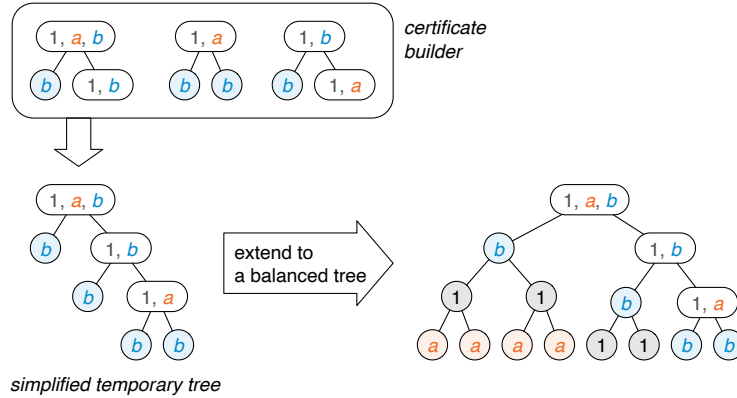 1, a, b
1, a
1, b
certificate
builder
b
1, b
b
b
b
1, a
1, a, b
b
1, b
b
1, a
b
b
simplified temporary tree
extend to
a balanced tree
1, a, b
b
1, b
1
1
b
1, a
a
a
a
a
1
1
b
b